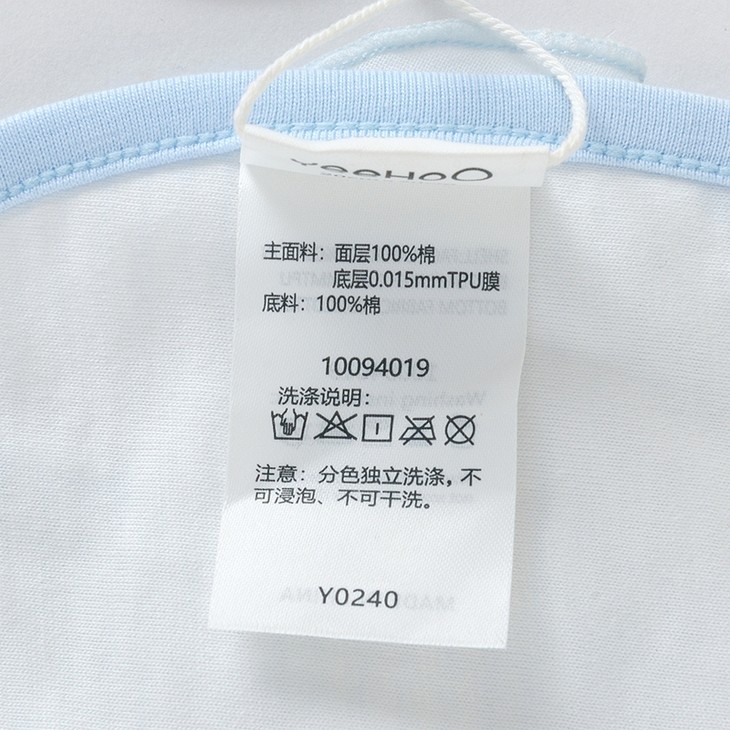 YeeHoO
主面料：面层100%棉
底层0.015mmTPU膜
底料：100%棉
10094019
洗涤说明：
注意：分色独立洗涤，不
可浸泡、不可干洗。
Y0240